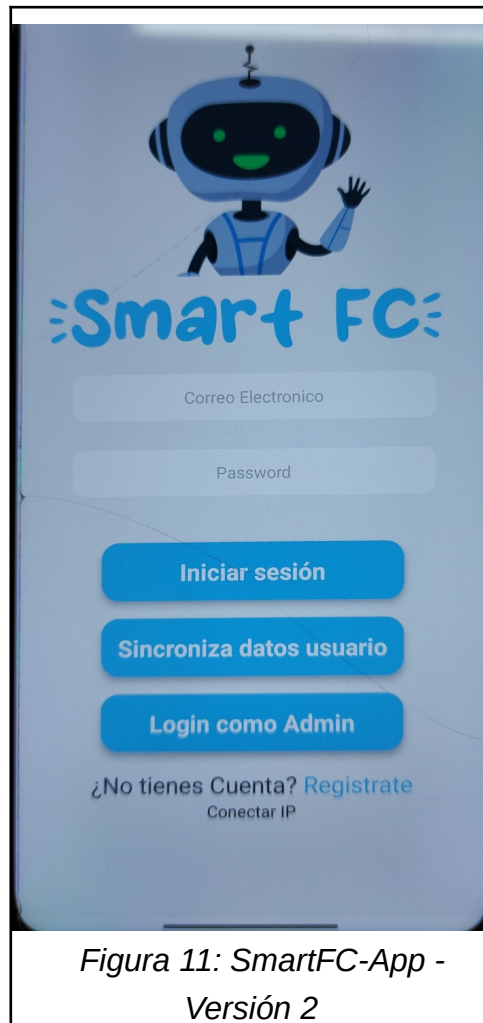 Smart FC
Correo Electronico
Password
Iniciar sesión
Sincroniza datos usuario
Login como Admin
¿No tienes Cuenta? Registrate
Conectar IP
Figura 11: SmartFC-App -
Versión 2